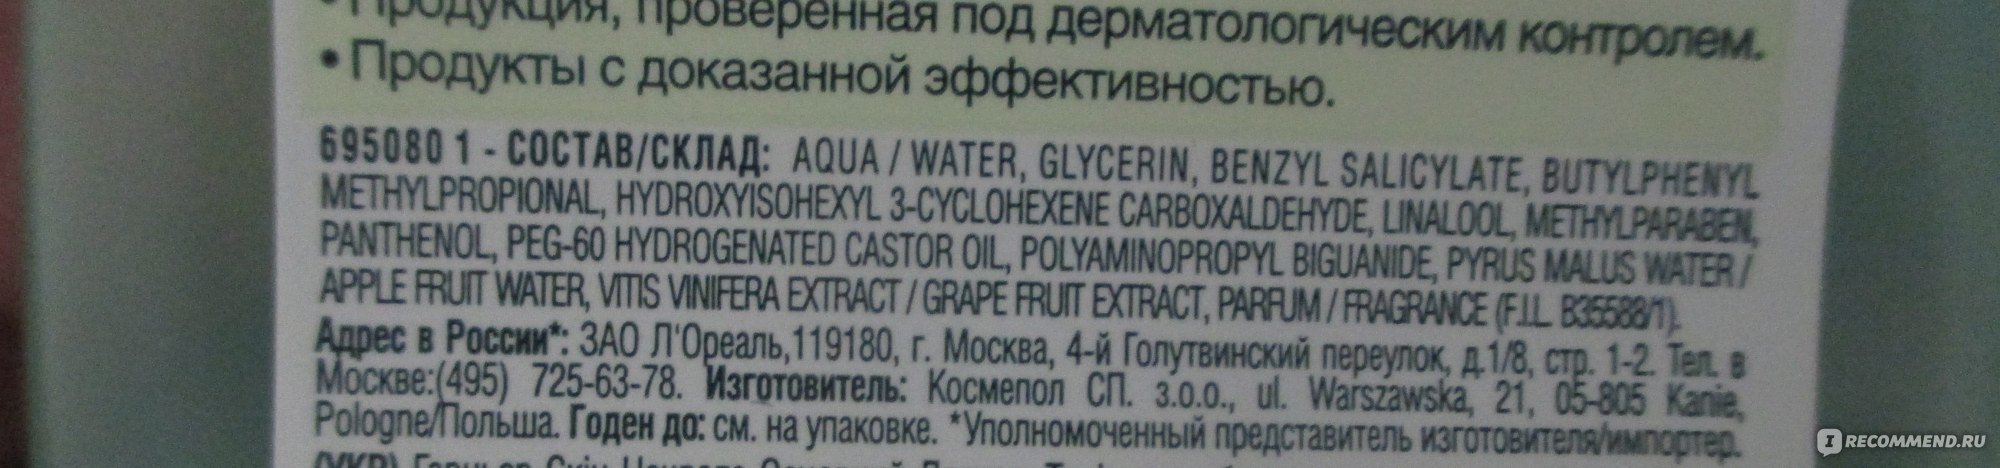 • Продукция, проверенная под дерматологическим контролем.
• Продукты с доказанной эффективностью.
695080 1 - СОСТАВ/СКЛАД: AQUA / WATER, GLYCERIN, BENZYL SALICYLATE, BUTYLPHENYL
METHYLPROPIONAL, HYDROXYISOHEXYL 3-CYCLOHEXENE CARBOXALDEHYDE, LINALOOL, METHYLPARABEN,
PANTHENOL, PEG-60 HYDROGENATED CASTOR OIL, POLYAMINOPROPYL BIGUANIDE, PYRUS MALUS WATER /
APPLE FRUIT WATER, VITIS VINIFERA EXTRACT / GRAPE FRUIT EXTRACT, PARFUM / FRAGRANCE (F.I.L. B35588/1).
Адрес в России*: ЗАО Л'Ореаль,119180, г. Москва, 4-й Голутвинский переулок, д.1/8, стр. 1-2. Тел. в
Москве:(495) 725-63-78. Изготовитель: Космепол СП. з.о.о., ul. Warszawska, 21, 05-805 Kanie,
Pologne/Польша. Годен до: см. на упаковке. *Уполномоченный представитель изготовителя/импортер.
(УКР)
I RECOMMEND.RU